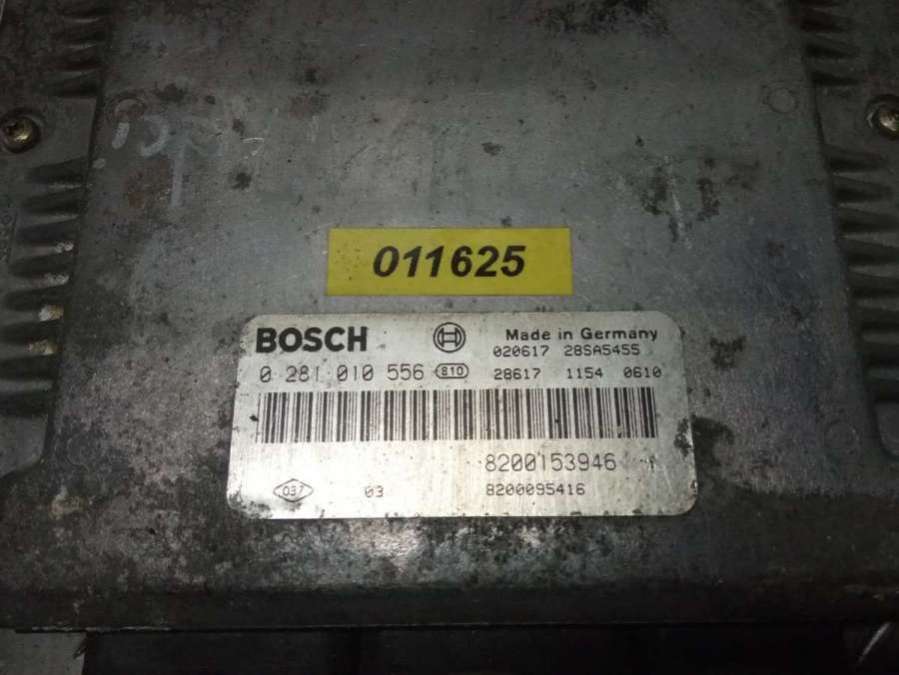 011625
BOSCH Made in Germany
020617 28SA5455
0 281 010 556 810 28617 1154 0610
8200153946
037 03 8200095416